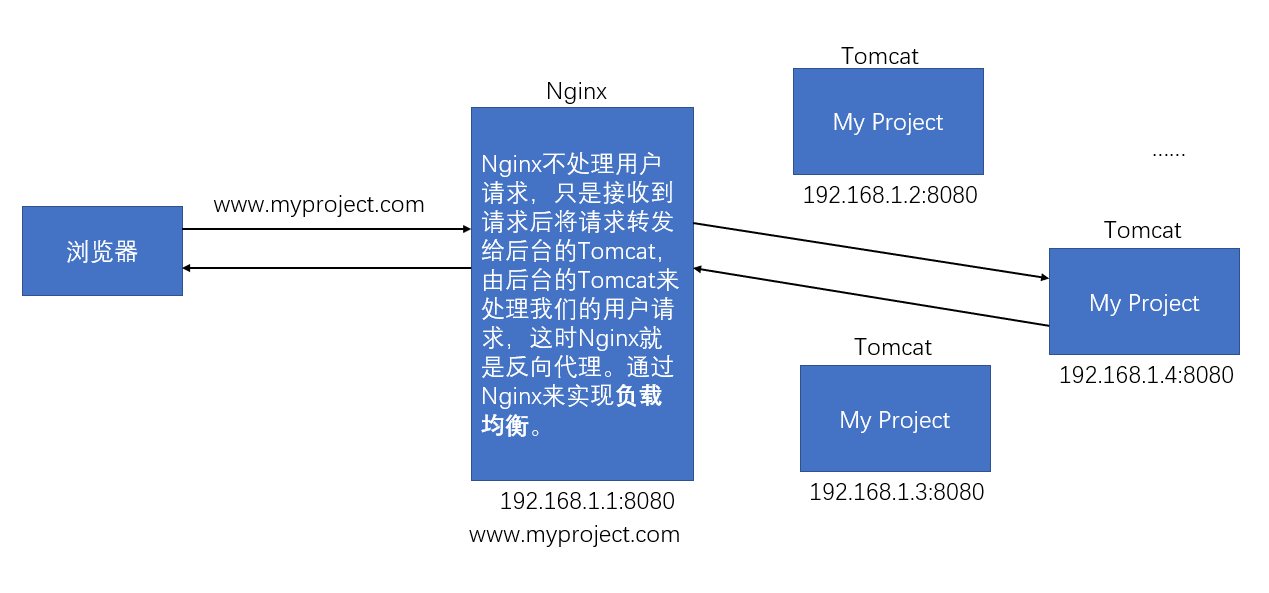 Tomcat
My Project
192.168.1.2:8080
……
Nginx
Nginx不处理用户
请求，只是接收到
请求后将请求转发
给后台的Tomcat，
由后台的Tomcat来
处理我们的用户请
求，这时Nginx就
是反向代理。通过
Nginx来实现负载
均衡。
192.168.1.1:8080
www.myproject.com
www.myproject.com
浏览器
Tomcat
My Project
192.168.1.4:8080
Tomcat
My Project
192.168.1.3:8080